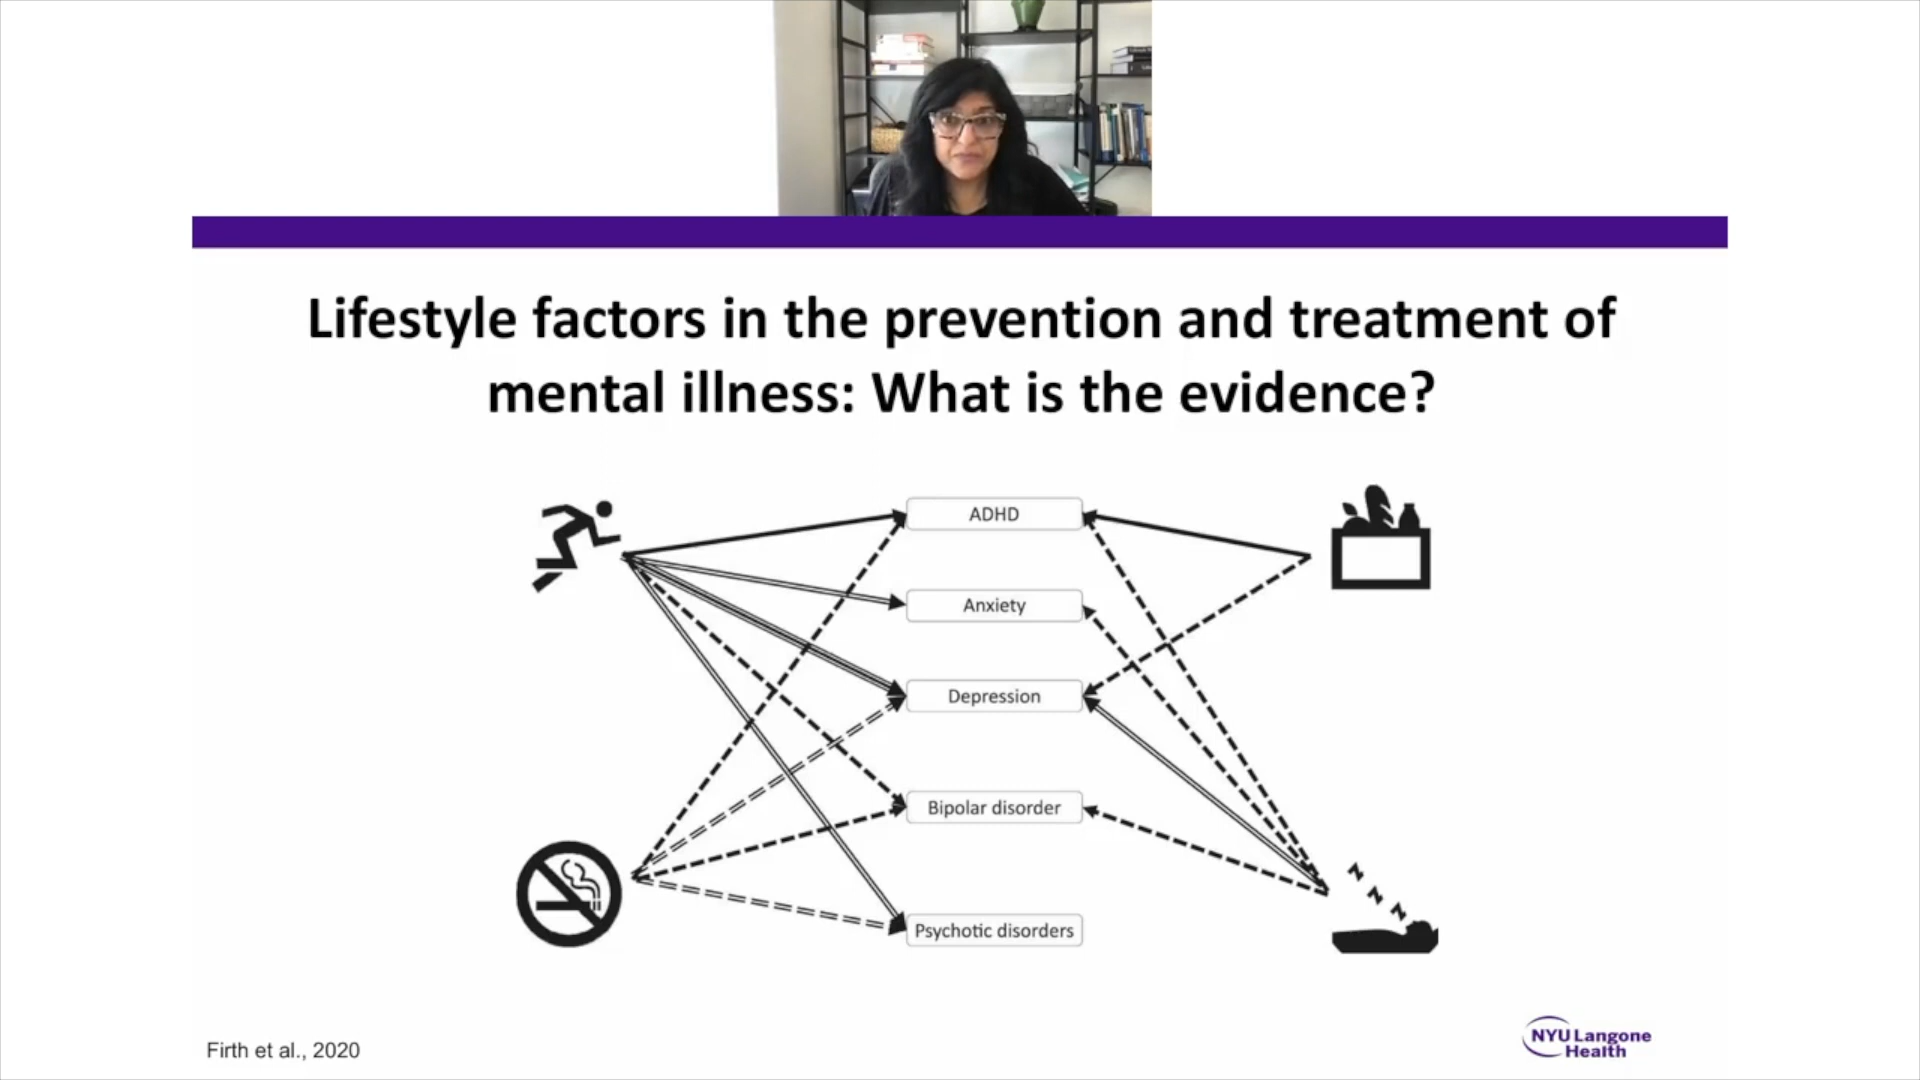 Lifestyle factors in the prevention and treatment of
mental illness: What is the evidence?
ADHD
Anxiety
Depression
Bipolar disorder
Psychotic disorders
z
z
z
Firth et al., 2020
NYU Langone
Health